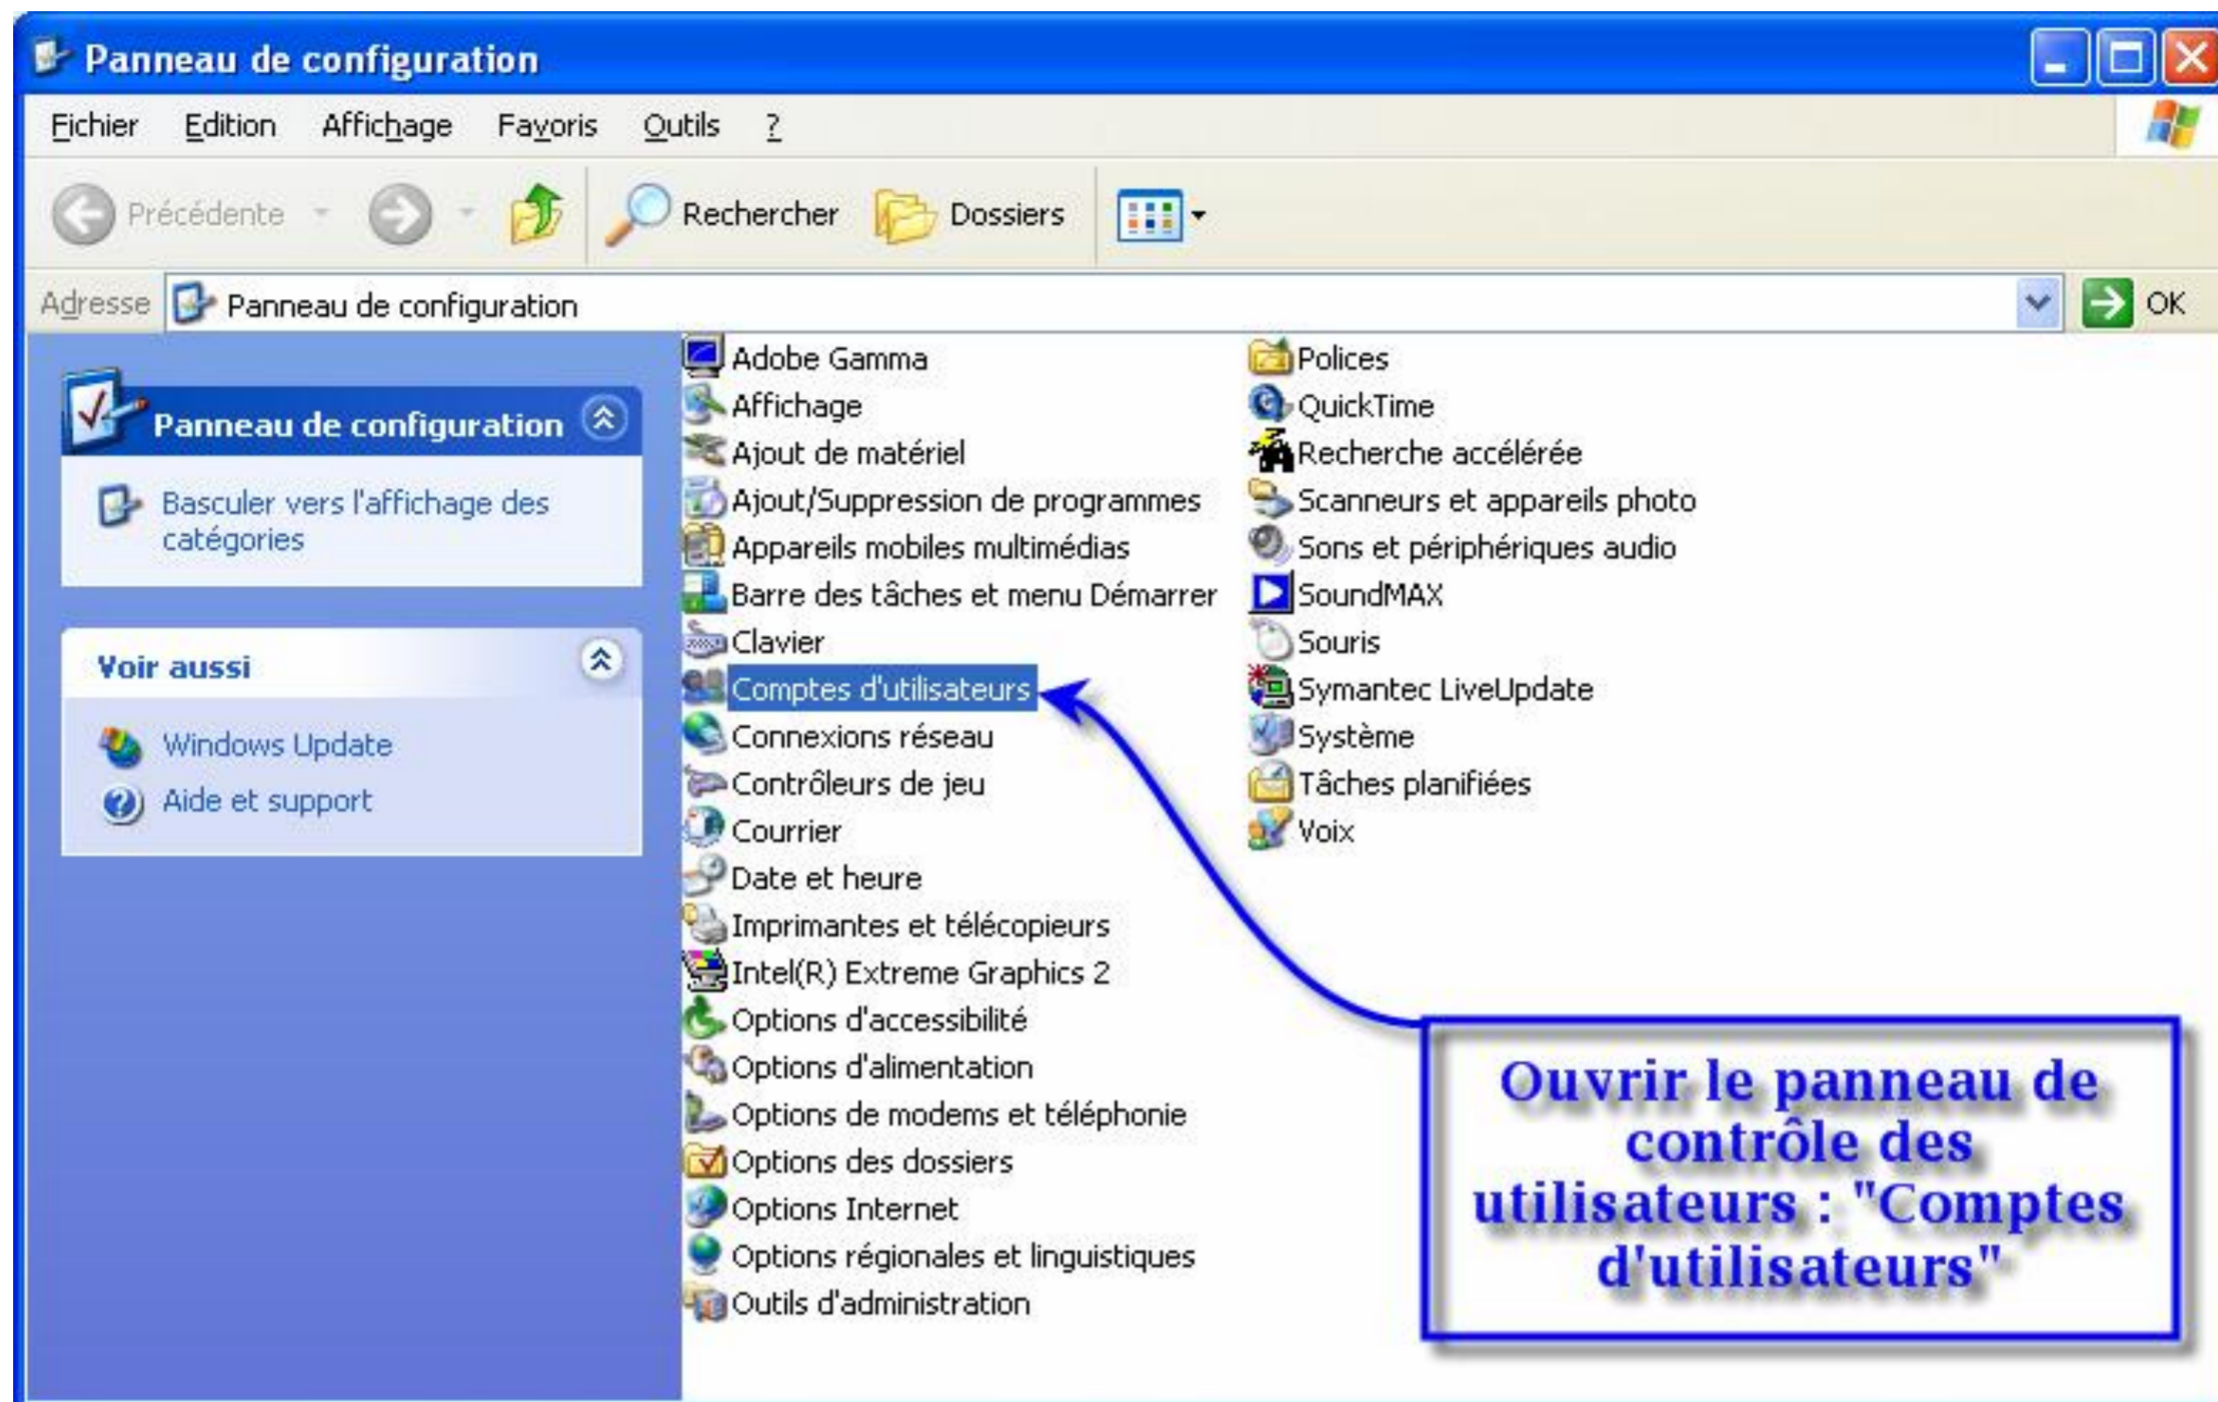 Panneau de configuration
Fichier Edition Affichage Favoris Outils ?
Précédente Rechercher Dossiers
Adresse Panneau de configuration OK
Panneau de configuration
Basculer vers l'affichage des
catégories
Voir aussi
Windows Update
Aide et support
Adobe Gamma
Affichage
Ajout de matériel
Ajout/Suppression de programmes
Appareils mobiles multimédias
Barre des tâches et menu Démarrer
Clavier
Comptes d'utilisateurs
Connexions réseau
Contrôleurs de jeu
Courrier
Date et heure
Imprimantes et télécopieurs
Intel(R) Extreme Graphics 2
Options d'accessibilité
Options d'alimentation
Options de modems et téléphonie
Options des dossiers
Options Internet
Options régionales et linguistiques
Outils d'administration
Polices
QuickTime
Recherche accélérée
Scanneurs et appareils photo
Sons et périphériques audio
SoundMAX
Souris
Symantec LiveUpdate
Système
Tâches planifiées
Voix
Ouvrir le panneau de
contrôle des
utilisateurs : "Comptes
d'utilisateurs"